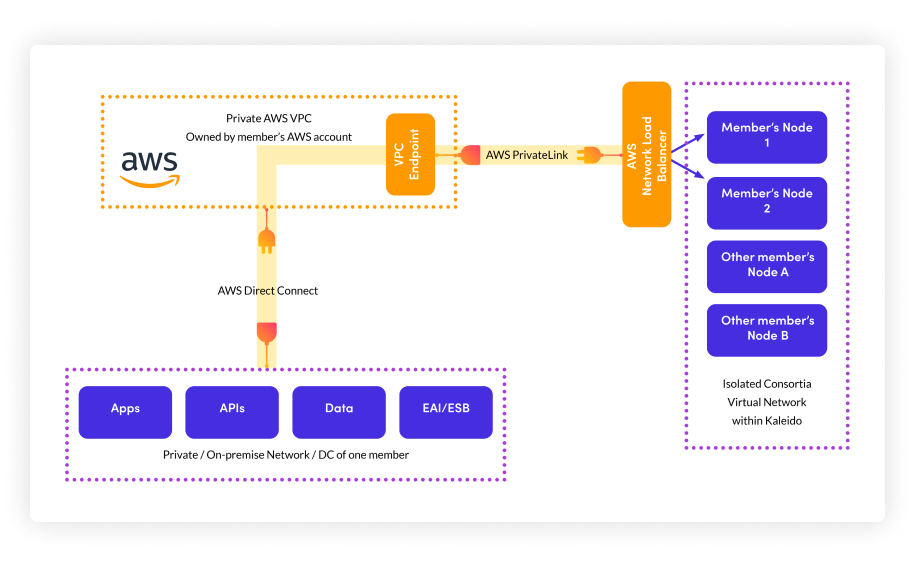 Private AWS VPC
Owned by member's AWS account
aws
VPC
Endpoint
AWS PrivateLink
AWS
Network Load
Balancer
Member's Node
1
Member's Node
2
Other member's
Node A
Other member's
Node B
Isolated Consortia
Virtual Network
within Kaleido
AWS Direct Connect
Apps
APIs
Data
EAI/ESB
Private / On-premise Network / DC of one member